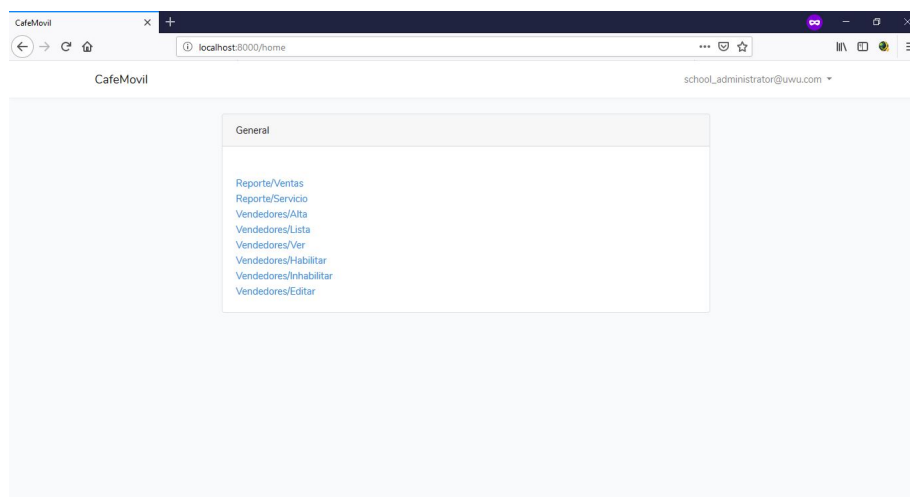 CafeMovil
localhost:8000/home
CafeMovil
school_administrator@uwu.com
General
Reporte/Ventas
Reporte/Servicio
Vendedores/Alta
Vendedores/Lista
Vendedores/Ver
Vendedores/Habilitar
Vendedores/Inhabilitar
Vendedores/Editar